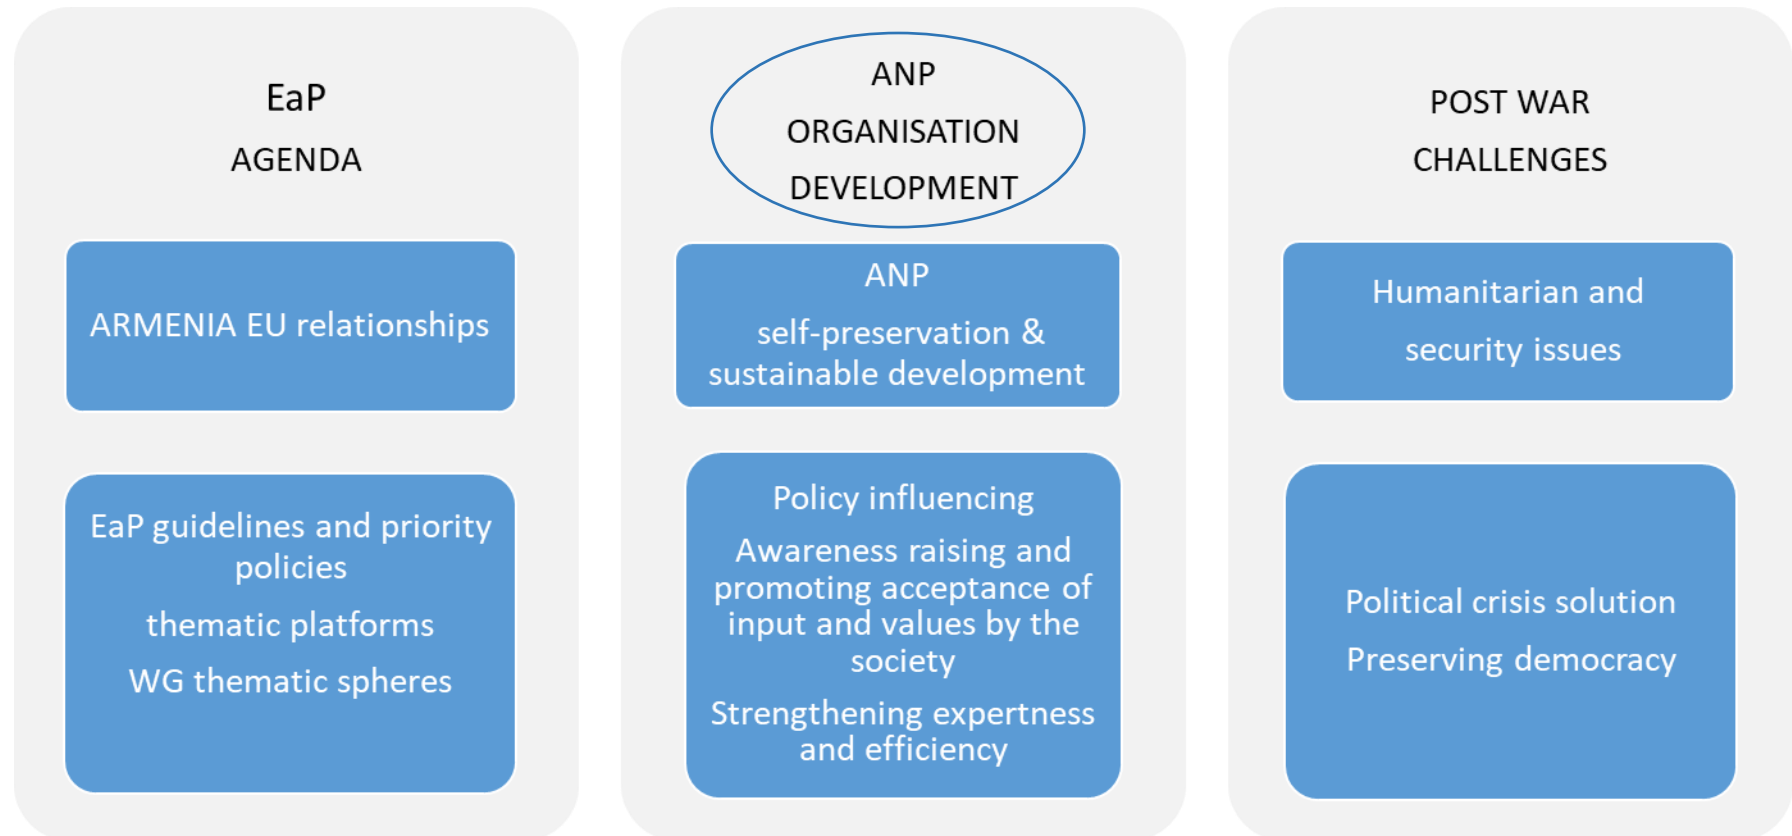 EaP
AGENDA
ARMENIA EU relationships
EaP guidelines and priority
policies
thematic platforms
WG thematic spheres
ANP
ORGANISATION
DEVELOPMENT
ANP
self-preservation &
sustainable development
Policy influencing
Awareness raising and
promoting acceptance of
input and values by the
society
Strengthening expertness
and efficiency
POST WAR
CHALLENGES
Humanitarian and
security issues
Political crisis solution
Preserving democracy